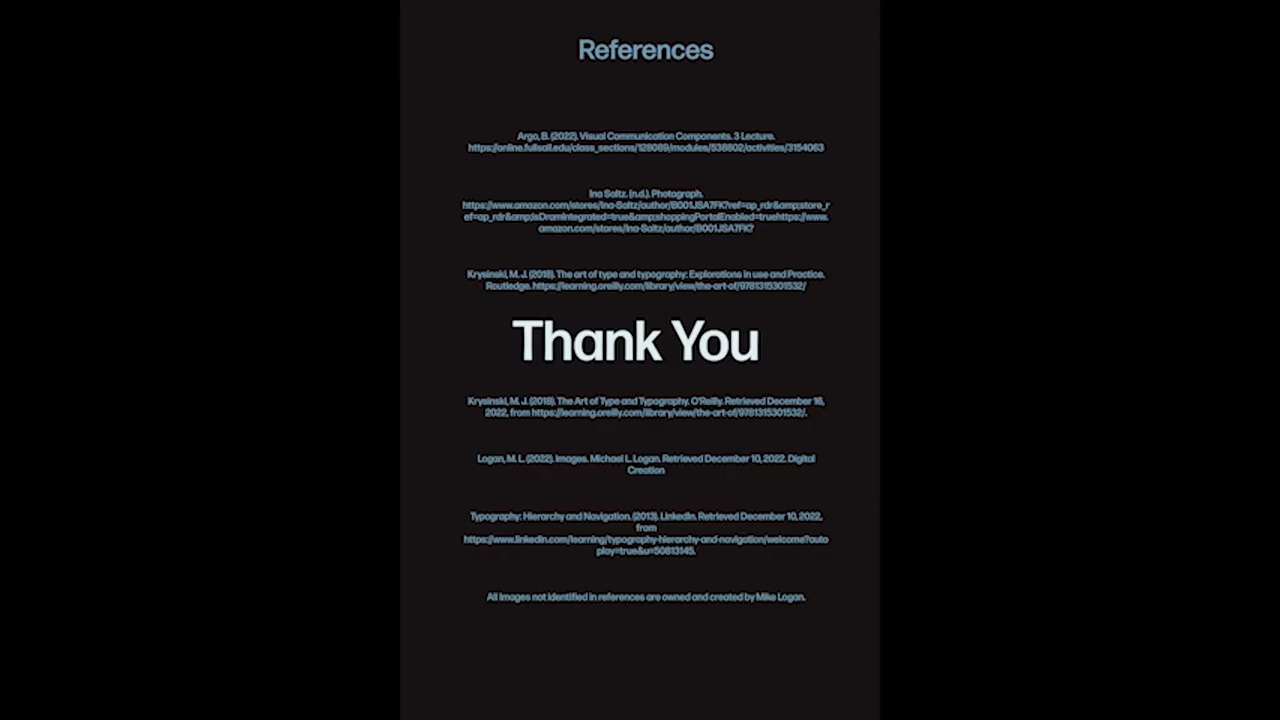 References
Argo, B. (2022). Visual Communication Components. 3 Lecture.
https://online.fullsail.edu/class_sections/128089/modules/538802/activities/3154063
Ina Saltz. (n.d.). Photograph.
https://www.amazon.com/stores/Ina-Saltz/author/B001JSA7FK?ref=ap_rdr&amp;store_r
ef=ap_rdr&amp;isDramIntegrated=true&amp;shoppingPortalEnabled=truehttps://www.
amazon.com/stores/Ina-Saltz/author/B001JSA7FK?
Krysinski, M. J. (2018). The art of type and typography: Explorations in use and Practice.
Routledge. https://learning.oreilly.com/library/view/the-art-of/9781315301532/
Thank You
Krysinski, M. J. (2018). The Art of Type and Typography. O'Reilly. Retrieved December 16,
2022, from https://learning.oreilly.com/library/view/the-art-of/9781315301532/.
Logan, M. L. (2022). Images. Michael L. Logan. Retrieved December 10, 2022. Digital
Creation
Typography: Hierarchy and Navigation. (2013). LinkedIn. Retrieved December 10, 2022,
from
https://www.linkedin.com/learning/typography-hierarchy-and-navigation/welcome?auto
play=true&u=50813145.
All images not identified in references are owned and created by Mike Logan.